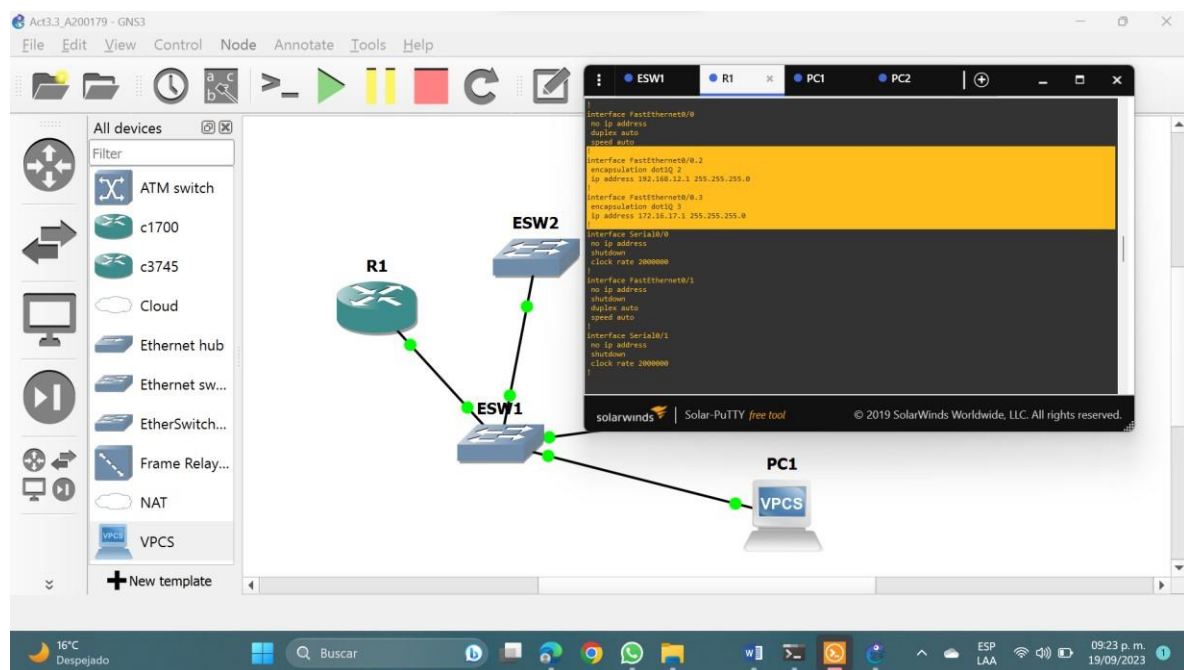 Act3.3_A200179 - GNS3
File Edit View Control Node Annotate Tools Help
All devices
Filter
ATM switch
c1700
c3745
Cloud
Ethernet hub
Ethernet sw...
EtherSwitch...
Frame Relay...
NAT
VPCS
VPCS
New template
R1
ESW2
ESW1
PC1
VPCS
ESW1 R1 PC1 PC2
!
interface FastEthernet0/0
no ip address
duplex auto
speed auto
!
interface FastEthernet0/0.2
encapsulation dot1Q 2
ip address 192.168.12.1 255.255.255.0
!
interface FastEthernet0/0.3
encapsulation dot1Q 3
ip address 172.16.17.1 255.255.255.0
!
interface Serial0/0
no ip address
shutdown
clock rate 2000000
!
interface FastEthernet0/1
no ip address
shutdown
duplex auto
speed auto
!
interface Serial0/1
no ip address
shutdown
clock rate 2000000
!
solarwinds Solar-PuTTY free tool © 2019 SolarWinds Worldwide, LLC. All rights reserved.
16°C
Despejado
Buscar
ESP
LAA
09:23 p. m.
19/09/2023
1